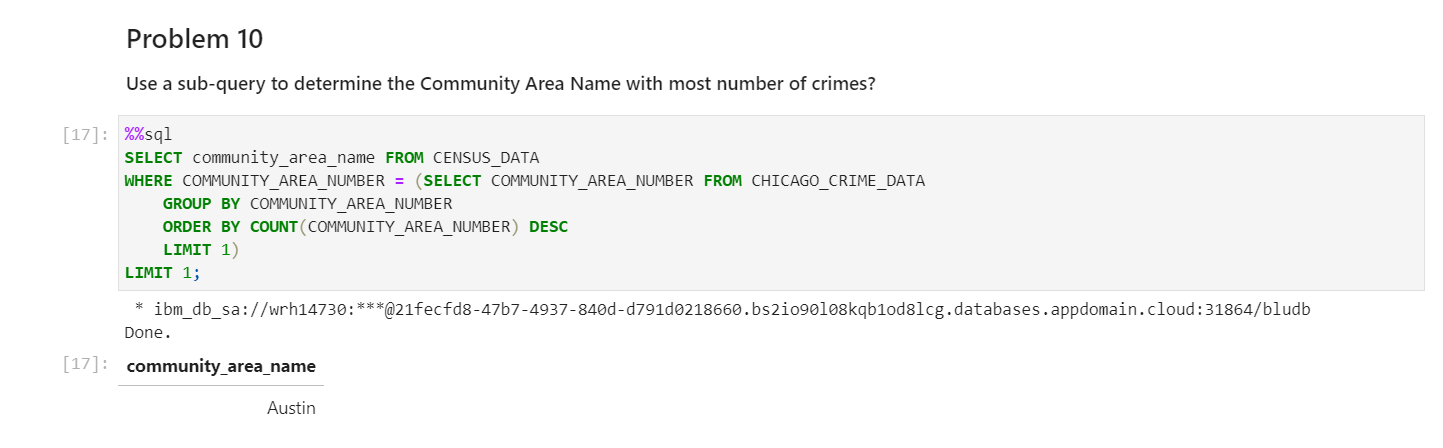 Problem 10
Use a sub-query to determine the Community Area Name with most number of crimes?
[17]: %%sql
SELECT community_area_name FROM CENSUS_DATA
WHERE COMMUNITY_AREA_NUMBER = (SELECT COMMUNITY_AREA_NUMBER FROM CHICAGO_CRIME_DATA
    GROUP BY COMMUNITY_AREA_NUMBER
    ORDER BY COUNT(COMMUNITY_AREA_NUMBER) DESC
    LIMIT 1)
LIMIT 1;
 * ibm_db_sa://wrh14730:***@21fecfd8-47b7-4937-840d-d791d0218660.bs2io90l08kqb1od8lcg.databases.appdomain.cloud:31864/bludb
Done.
[17]: community_area_name
Austin